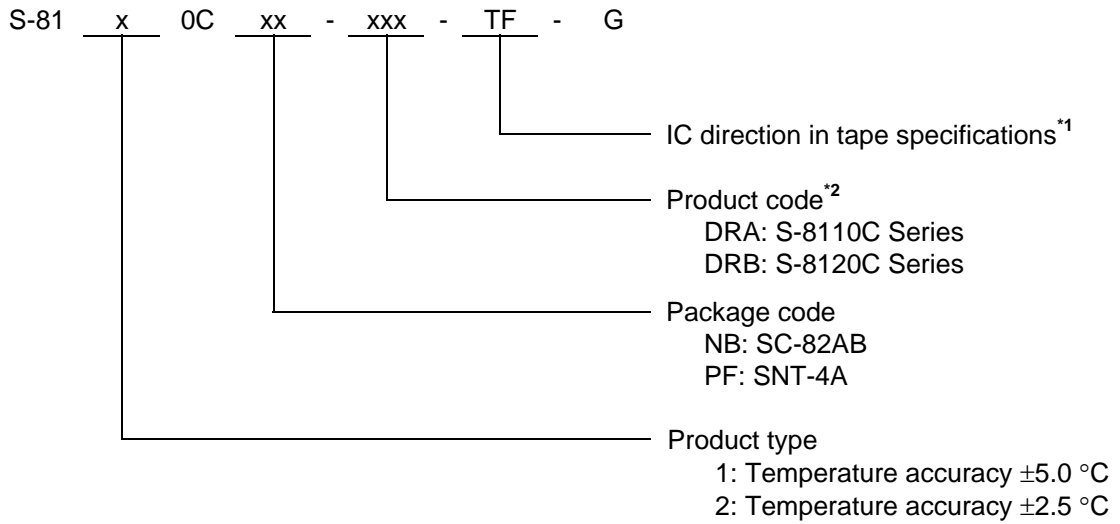 S-81 x 0C xx - xxx - TF - G
IC direction in tape specifications*1
Product code*2
DRA: S-8110C Series
DRB: S-8120C Series
Package code
NB: SC-82AB
PF: SNT-4A
Product type
1: Temperature accuracy ±5.0 °C
2: Temperature accuracy ±2.5 °C